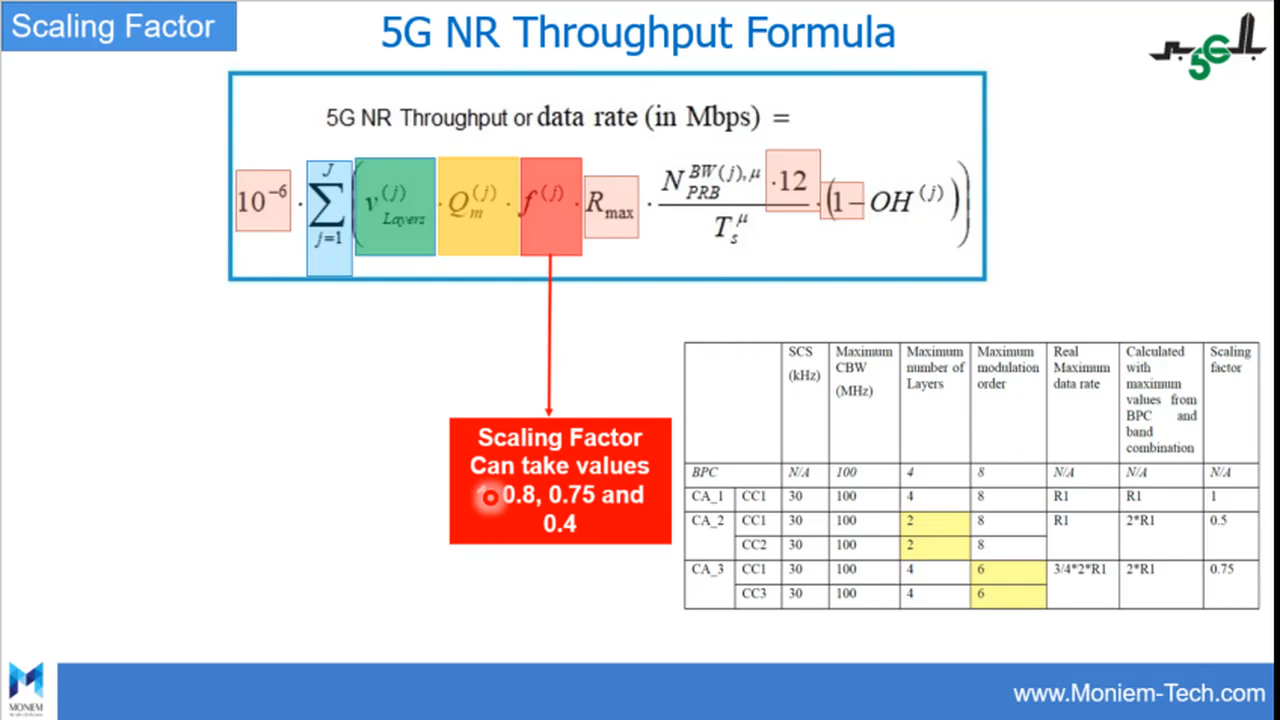 Scaling Factor
5G NR Throughput Formula
بالعربي
5G
5G NR Throughput or data rate (in Mbps) =
10⁻⁶ · ∑_{j=1}^{J} ( v_{Layers}^{(j)} · Q_m^{(j)} · f^{(j)} · R_max · (N_{PRB}^{BW(j),μ} · 12) / T_s^μ · (1 − OH^{(j)}) )
Scaling Factor
Can take values
0.8, 0.75 and
0.4
SCS (kHz) | Maximum CBW (MHz) | Maximum number of Layers | Maximum modulation order | Real Maximum data rate | Calculated with maximum values from BPC and band combination | Scaling factor
BPC N/A 100 4 8 N/A N/A N/A
CA_1 CC1 30 100 4 8 R1 R1 1
CA_2 CC1 30 100 2 8 R1 2*R1 0.5
CC2 30 100 2 8
CA_3 CC1 30 100 4 6 3/4*2*R1 2*R1 0.75
CC3 30 100 4 6
MONIEM
www.Moniem-Tech.com